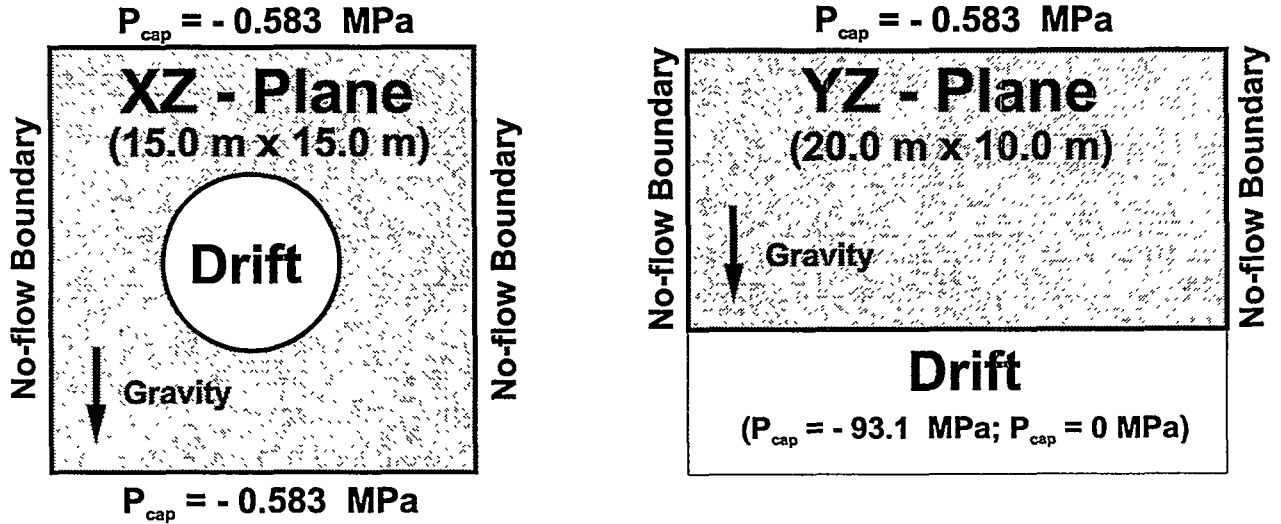 P_cap = - 0.583 MPa
No-flow Boundary
XZ - Plane
(15.0 m x 15.0 m)
Drift
Gravity
No-flow Boundary
P_cap = - 0.583 MPa
P_cap = - 0.583 MPa
No-flow Boundary
YZ - Plane
(20.0 m x 10.0 m)
Gravity
No-flow Boundary
Drift
(P_cap = - 93.1 MPa; P_cap = 0 MPa)